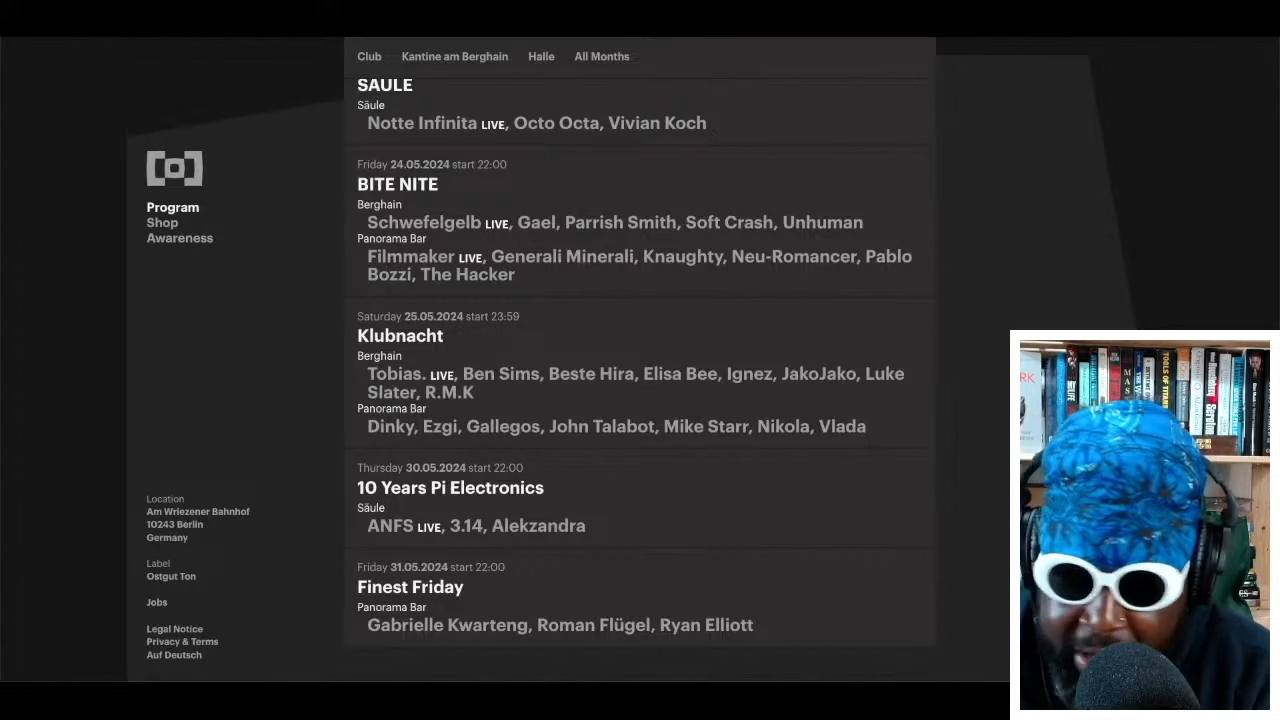 Club Kantine am Berghain Halle All Months
SÄULE
Säule
Notte Infinita LIVE, Octo Octa, Vivian Koch
Friday 24.05.2024 start 22:00
BITE NITE
Berghain
Schwefelgelb LIVE, Gael, Parrish Smith, Soft Crash, Unhuman
Panorama Bar
Filmmaker LIVE, Generali Minerali, Knaughty, Neu-Romancer, Pablo
Bozzi, The Hacker
Saturday 25.05.2024 start 23:59
Klubnacht
Berghain
Tobias. LIVE, Ben Sims, Beste Hira, Elisa Bee, Ignez, JakoJako, Luke
Slater, R.M.K
Panorama Bar
Dinky, Ezgi, Gallegos, John Talabot, Mike Starr, Nikola, Vlada
Thursday 30.05.2024 start 22:00
10 Years Pi Electronics
Säule
ANFS LIVE, 3.14, Alekzandra
Friday 31.05.2024 start 22:00
Finest Friday
Panorama Bar
Gabrielle Kwarteng, Roman Flügel, Ryan Elliott
Program
Shop
Awareness
Location
Am Wriezener Bahnhof
10243 Berlin
Germany
Label
Ostgut Ton
Jobs
Legal Notice
Privacy & Terms
Auf Deutsch
TOOLS OF TITANS